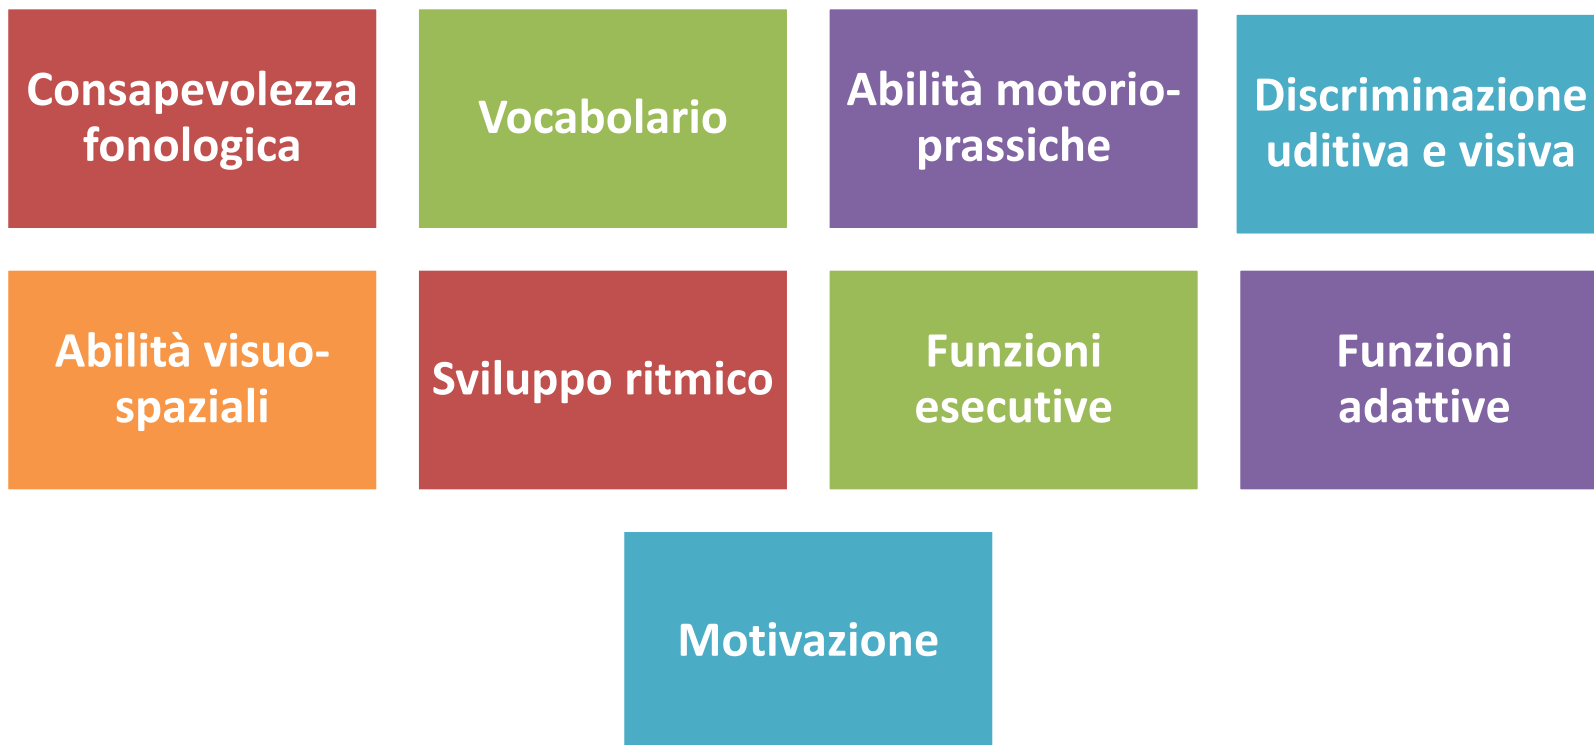 Consapevolezza
fonologica
Vocabolario
Abilità motorio-
prassiche
Discriminazione
uditiva e visiva
Abilità visuo-
spaziali
Sviluppo ritmico
Funzioni
esecutive
Funzioni
adattive
Motivazione